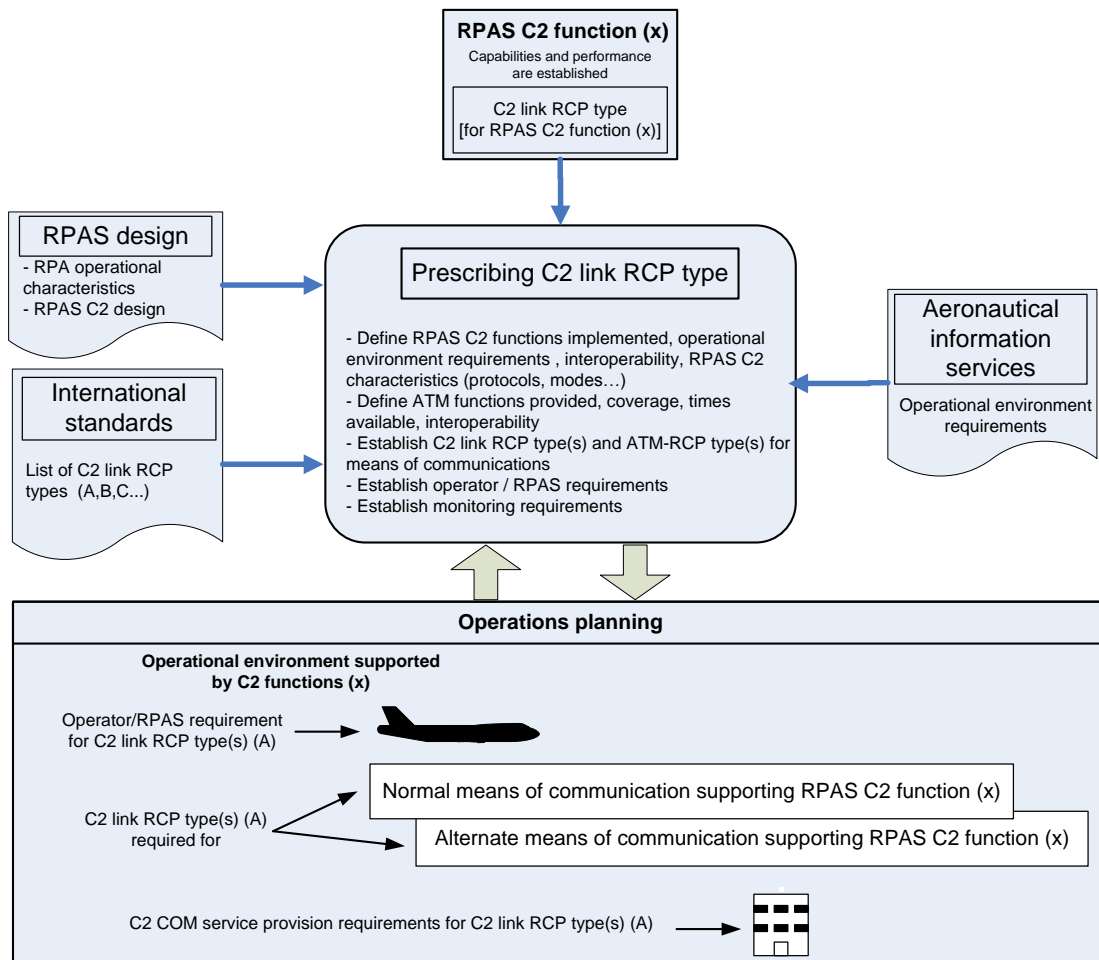 RPAS C2 function (x)
Capabilities and performance
are established
C2 link RCP type
[for RPAS C2 function (x)]
RPAS design
- RPA operational
characteristics
- RPAS C2 design
International
standards
List of C2 link RCP
types (A,B,C...)
Prescribing C2 link RCP type
- Define RPAS C2 functions implemented, operational
environment requirements , interoperability, RPAS C2
characteristics (protocols, modes…)
- Define ATM functions provided, coverage, times
available, interoperability
- Establish C2 link RCP type(s) and ATM-RCP type(s) for
means of communications
- Establish operator / RPAS requirements
- Establish monitoring requirements
Aeronautical
information
services
Operational environment
requirements
Operations planning
Operational environment supported
by C2 functions (x)
Operator/RPAS requirement
for C2 link RCP type(s) (A)
C2 link RCP type(s) (A)
required for
Normal means of communication supporting RPAS C2 function (x)
Alternate means of communication supporting RPAS C2 function (x)
C2 COM service provision requirements for C2 link RCP type(s) (A)